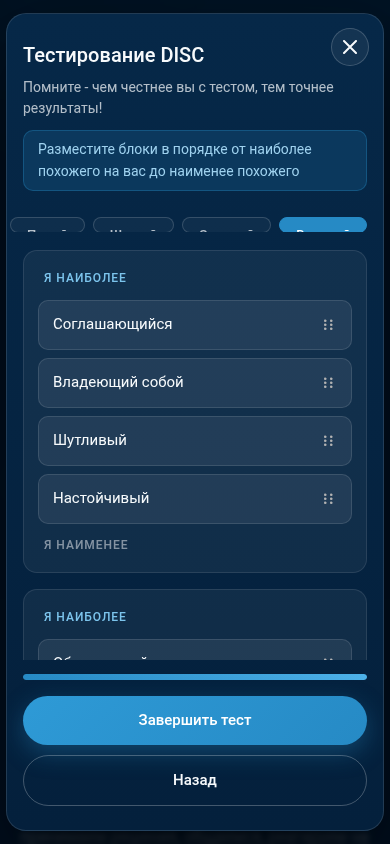 Тестирование DISC
Помните - чем честнее вы с тестом, тем точнее
результаты!
Разместите блоки в порядке от наиболее
похожего на вас до наименее похожего
Я НАИБОЛЕЕ
Соглашающийся
Владеющий собой
Шутливый
Настойчивый
Я НАИМЕНЕЕ
Я НАИБОЛЕЕ
Завершить тест
Назад